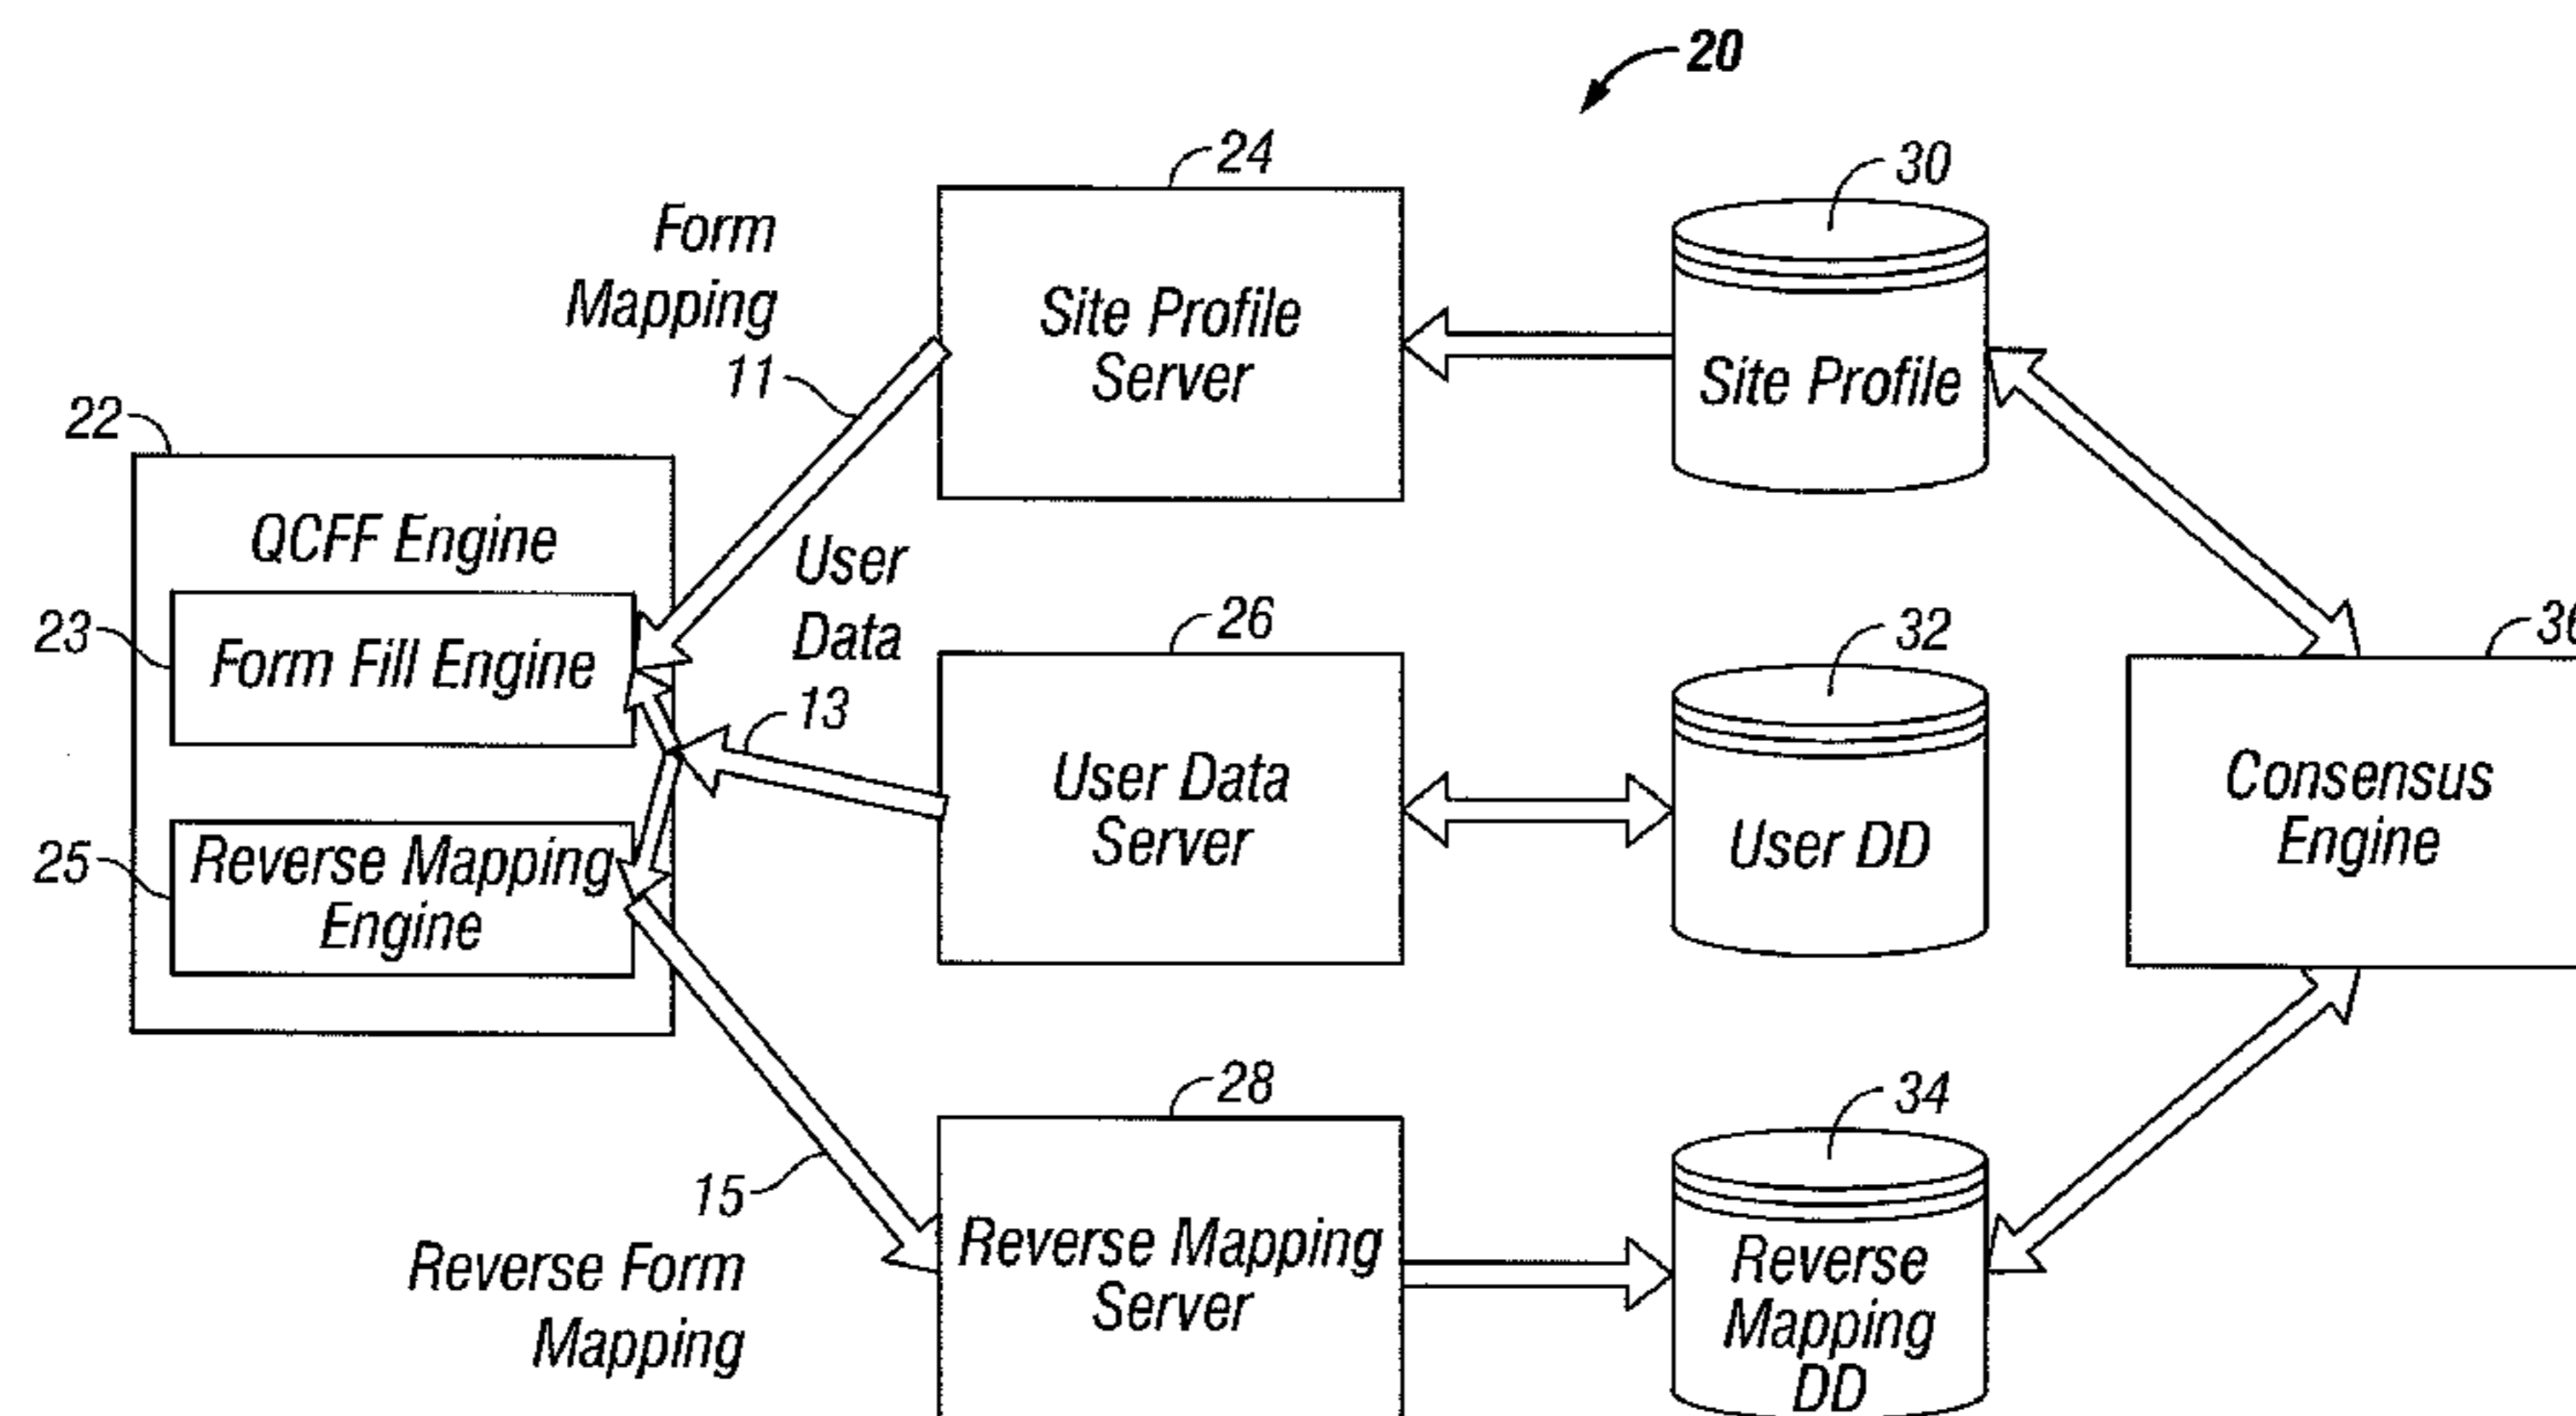 20
24
30
Form
Mapping
11
Site Profile
Server
Site Profile
22
QCFF Engine
User
Data
13
23
Form Fill Engine
26
32
36
User Data
Server
User DD
Consensus
Engine
25
Reverse Mapping
Engine
28
34
15
Reverse Form
Mapping
Reverse Mapping
Server
Reverse
Mapping
DD